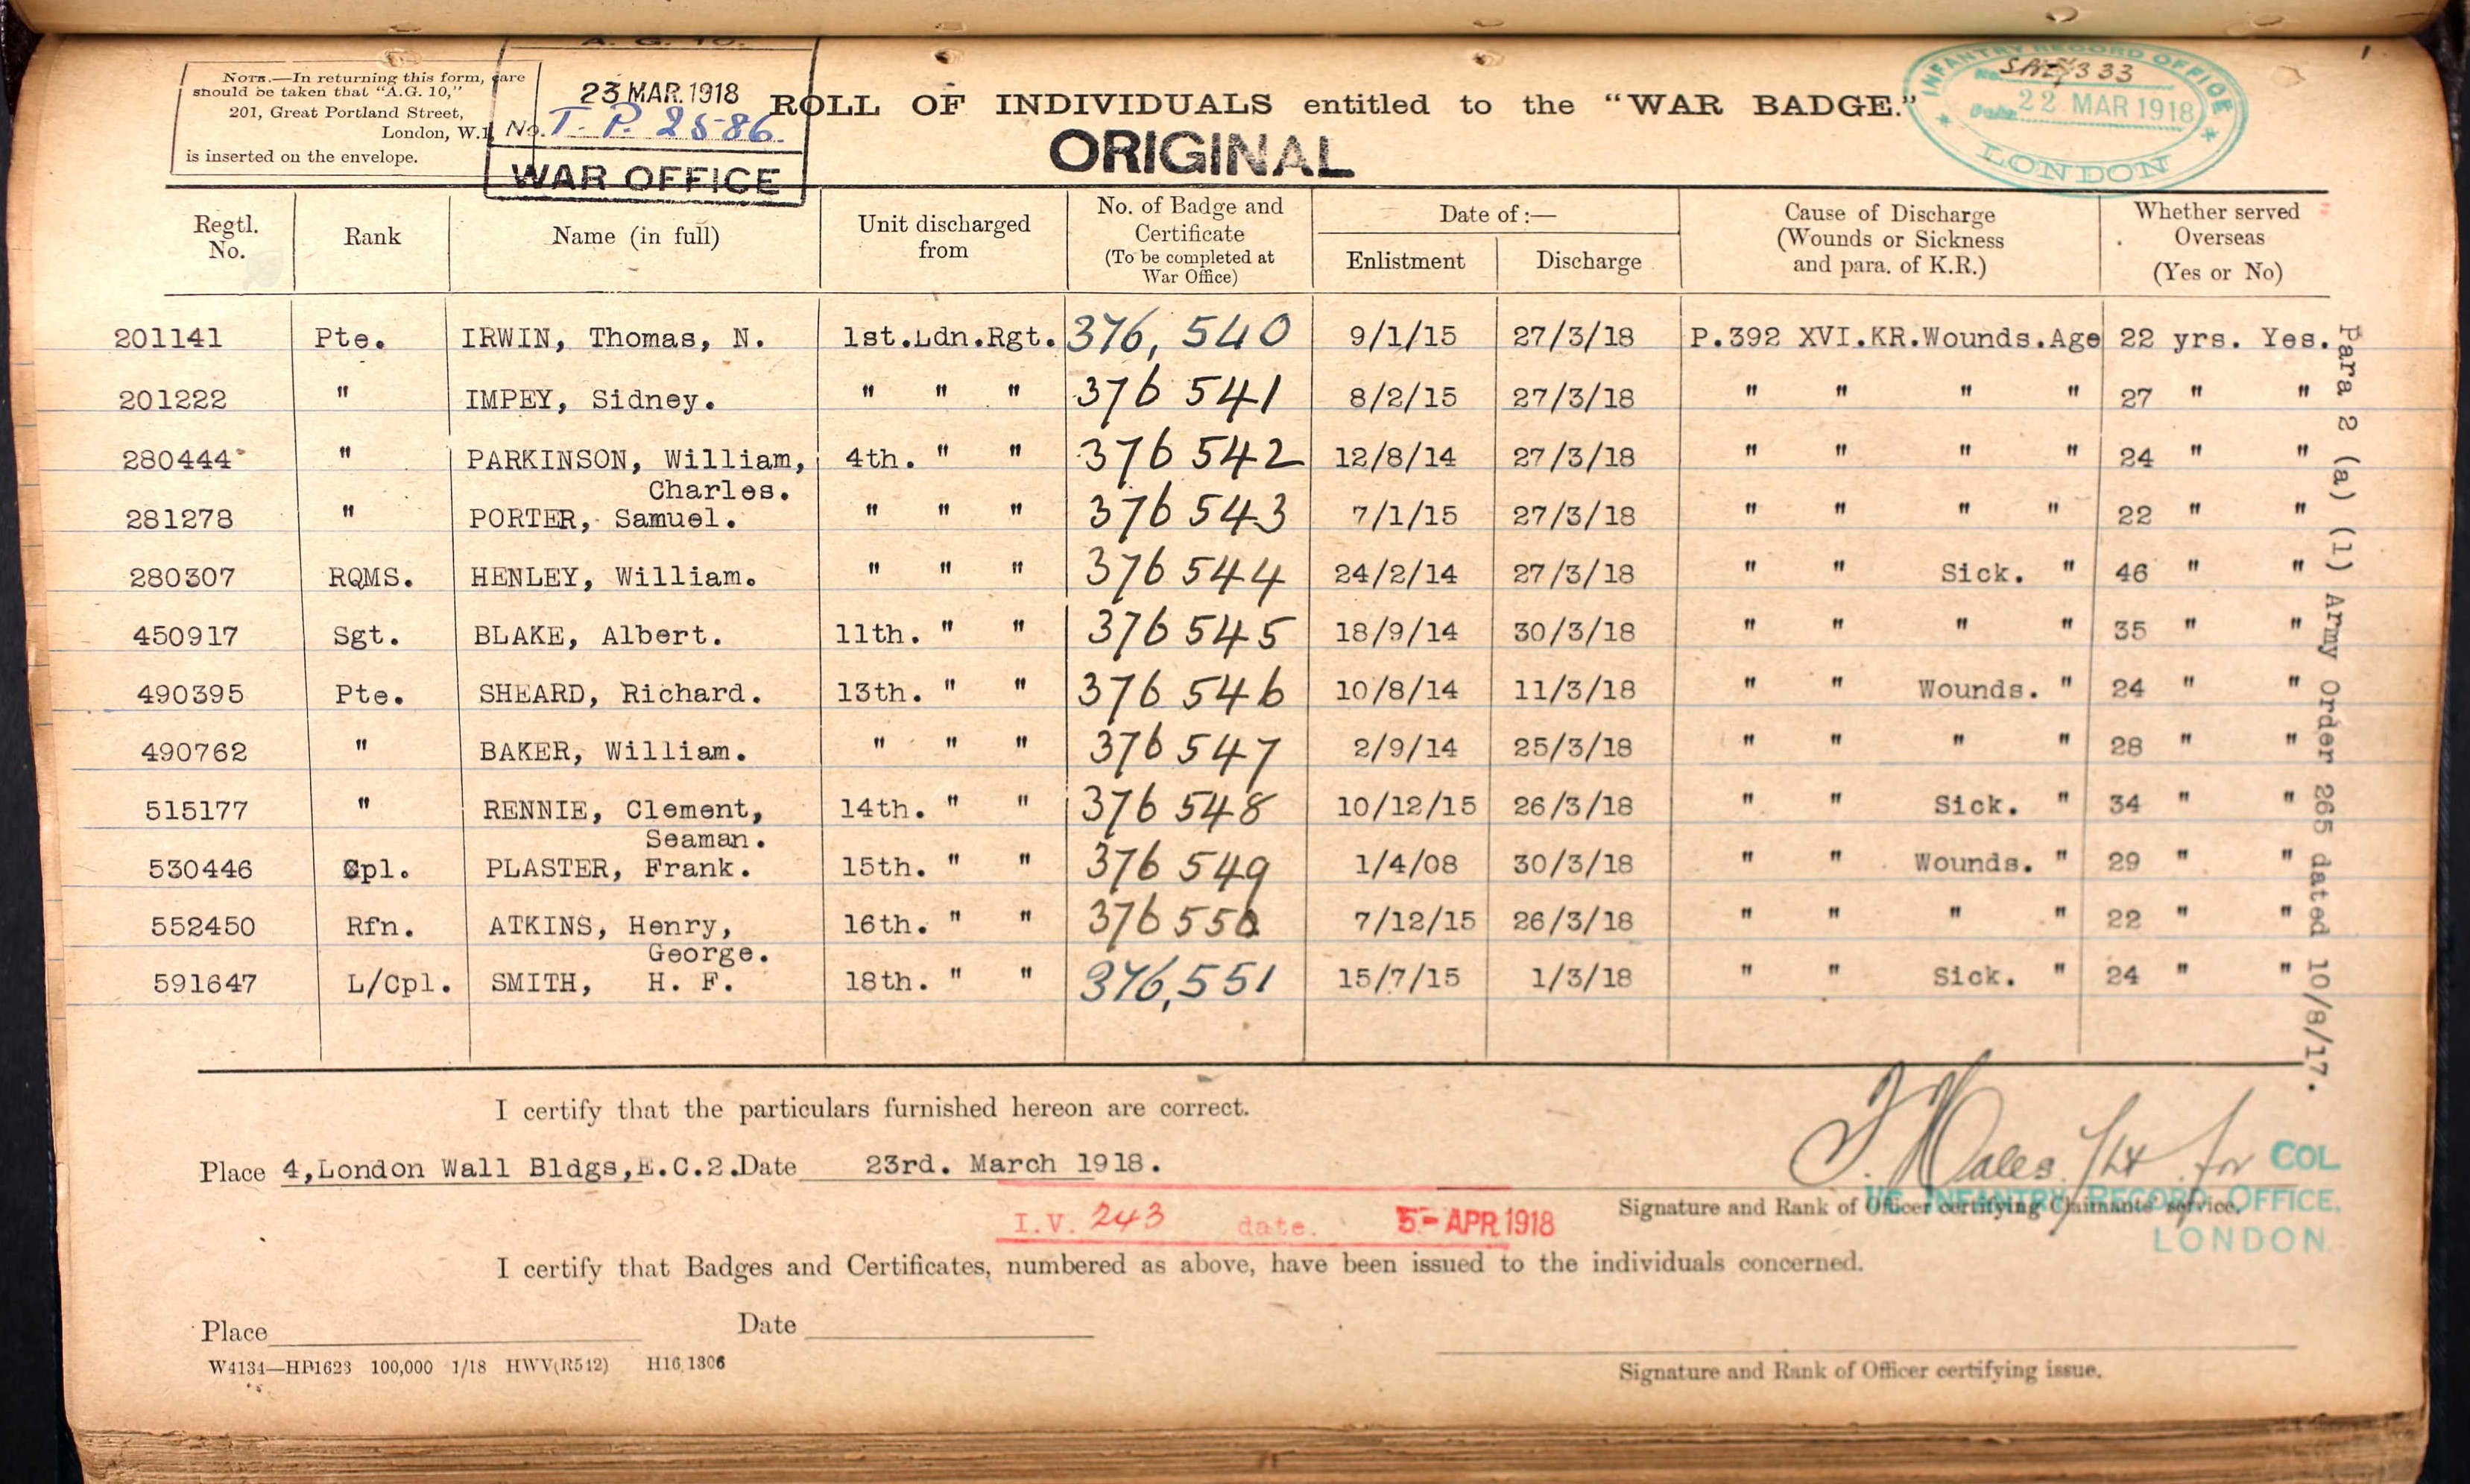 A. G. 10.
NOTE.—In returning this form, care
should be taken that "A.G. 10,"
201, Great Portland Street,
London, W.1
is inserted on the envelope.
23 MAR. 1918
No. T. P. 2586
WAR OFFICE
ROLL OF INDIVIDUALS entitled to the "WAR BADGE."
ORIGINAL
INFANTRY RECORD OFFICE
No. 333
Date 22 MAR 1918
* LONDON *
Regtl. No. | Rank | Name (in full) | Unit discharged from | No. of Badge and Certificate (To be completed at War Office) | Date of :— Enlistment | Discharge | Cause of Discharge (Wounds or Sickness and para. of K.R.) | Whether served Overseas (Yes or No)
201141 Pte. IRWIN, Thomas, N. 1st.Ldn.Rgt. 376,540 9/1/15 27/3/18 P.392 XVI.KR.Wounds.Age 22 yrs. Yes.
201222 " IMPEY, Sidney. " " " 376541 8/2/15 27/3/18 " " " " 27 " "
280444 " PARKINSON, William, 4th. " " 376542 12/8/14 27/3/18 " " " " 24 " "
Charles.
281278 " PORTER, Samuel. " " " 376543 7/1/15 27/3/18 " " " " 22 " "
280307 RQMS. HENLEY, William. " " " 376544 24/2/14 27/3/18 " " Sick. " 46 " "
450917 Sgt. BLAKE, Albert. 11th. " " 376545 18/9/14 30/3/18 " " " " 35 " "
490395 Pte. SHEARD, Richard. 13th. " " 376546 10/8/14 11/3/18 " " Wounds. " 24 " "
490762 " BAKER, William. " " " 376547 2/9/14 25/3/18 " " " " 28 " "
515177 " RENNIE, Clement, 14th. " " 376548 10/12/15 26/3/18 " " Sick. " 34 " "
Seaman.
530446 Cpl. PLASTER, Frank. 15th. " " 376549 1/4/08 30/3/18 " " Wounds. " 29 " "
552450 Rfn. ATKINS, Henry, 16th. " " 376550 7/12/15 26/3/18 " " " " 22 " "
George.
591647 L/Cpl. SMITH, H. F. 18th. " " 376,551 15/7/15 1/3/18 " " Sick. " 24 " "
Para 2 (a) (1) Army Order 265 dated 10/8/17.
I certify that the particulars furnished hereon are correct.
Place 4,London Wall Bldgs,E.C.2. Date 23rd. March 1918.
for COL
I/C INFANTRY RECORD OFFICE,
LONDON.
Signature and Rank of Officer certifying Claimants' service.
I.V. 243 date. 5 - APR 1918
I certify that Badges and Certificates, numbered as above, have been issued to the individuals concerned.
Place Date
W4134—HP1623 100,000 1/18 HWV(R542) H16/1306
Signature and Rank of Officer certifying issue.